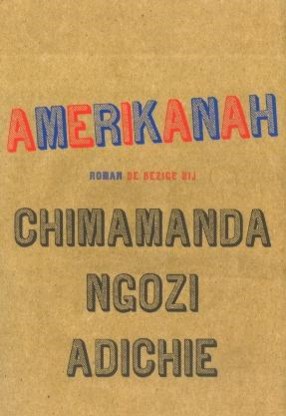 AMERIKANAH
ROMAN DE BEZIGE BIJ
CHIMAMANDA
NGOZI
ADICHIE